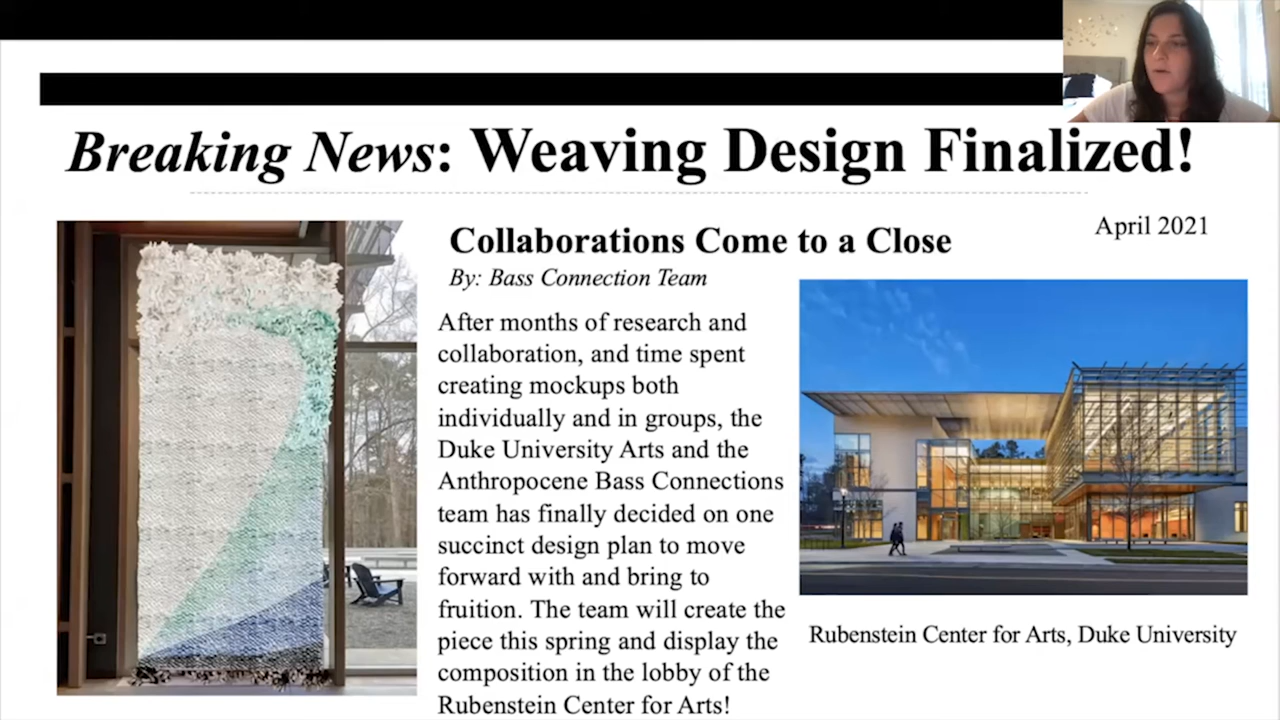 Breaking News: Weaving Design Finalized!
April 2021
Collaborations Come to a Close
By: Bass Connection Team
After months of research and
collaboration, and time spent
creating mockups both
individually and in groups, the
Duke University Arts and the
Anthropocene Bass Connections
team has finally decided on one
succinct design plan to move
forward with and bring to
fruition. The team will create the
piece this spring and display the
composition in the lobby of the
Rubenstein Center for Arts!
Rubenstein Center for Arts, Duke University